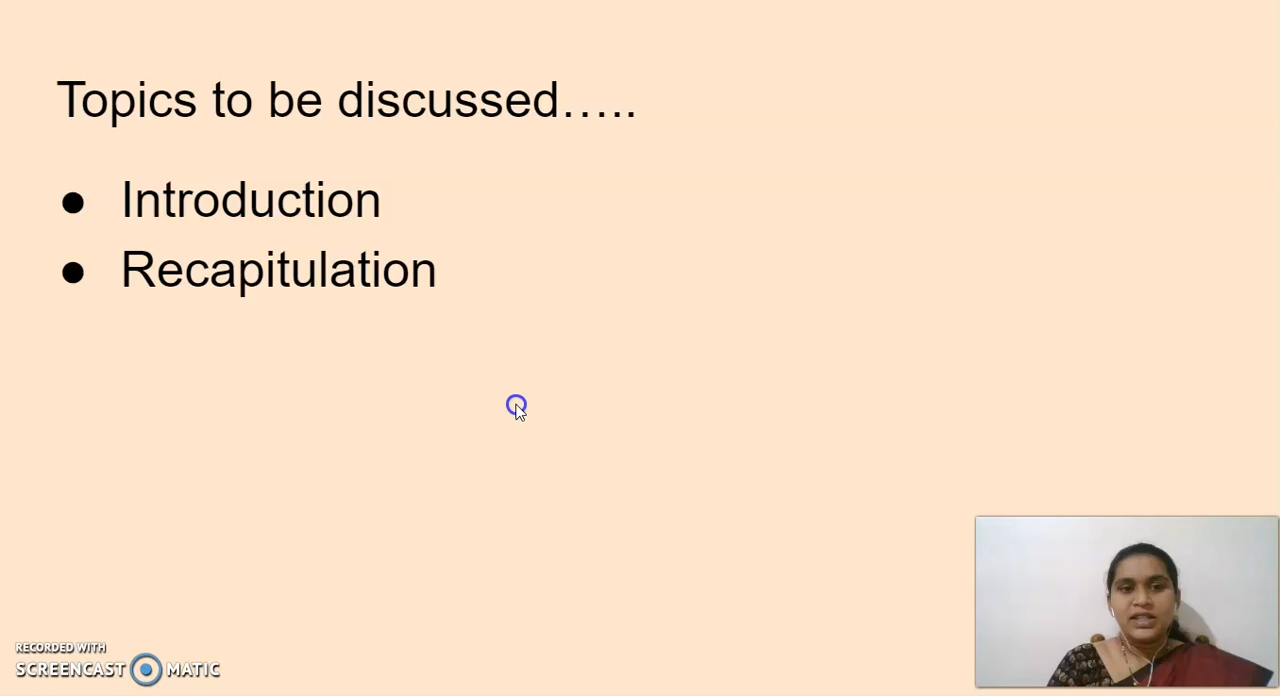 Topics to be discussed.....
● Introduction
● Recapitulation
RECORDED WITH
SCREENCAST MATIC